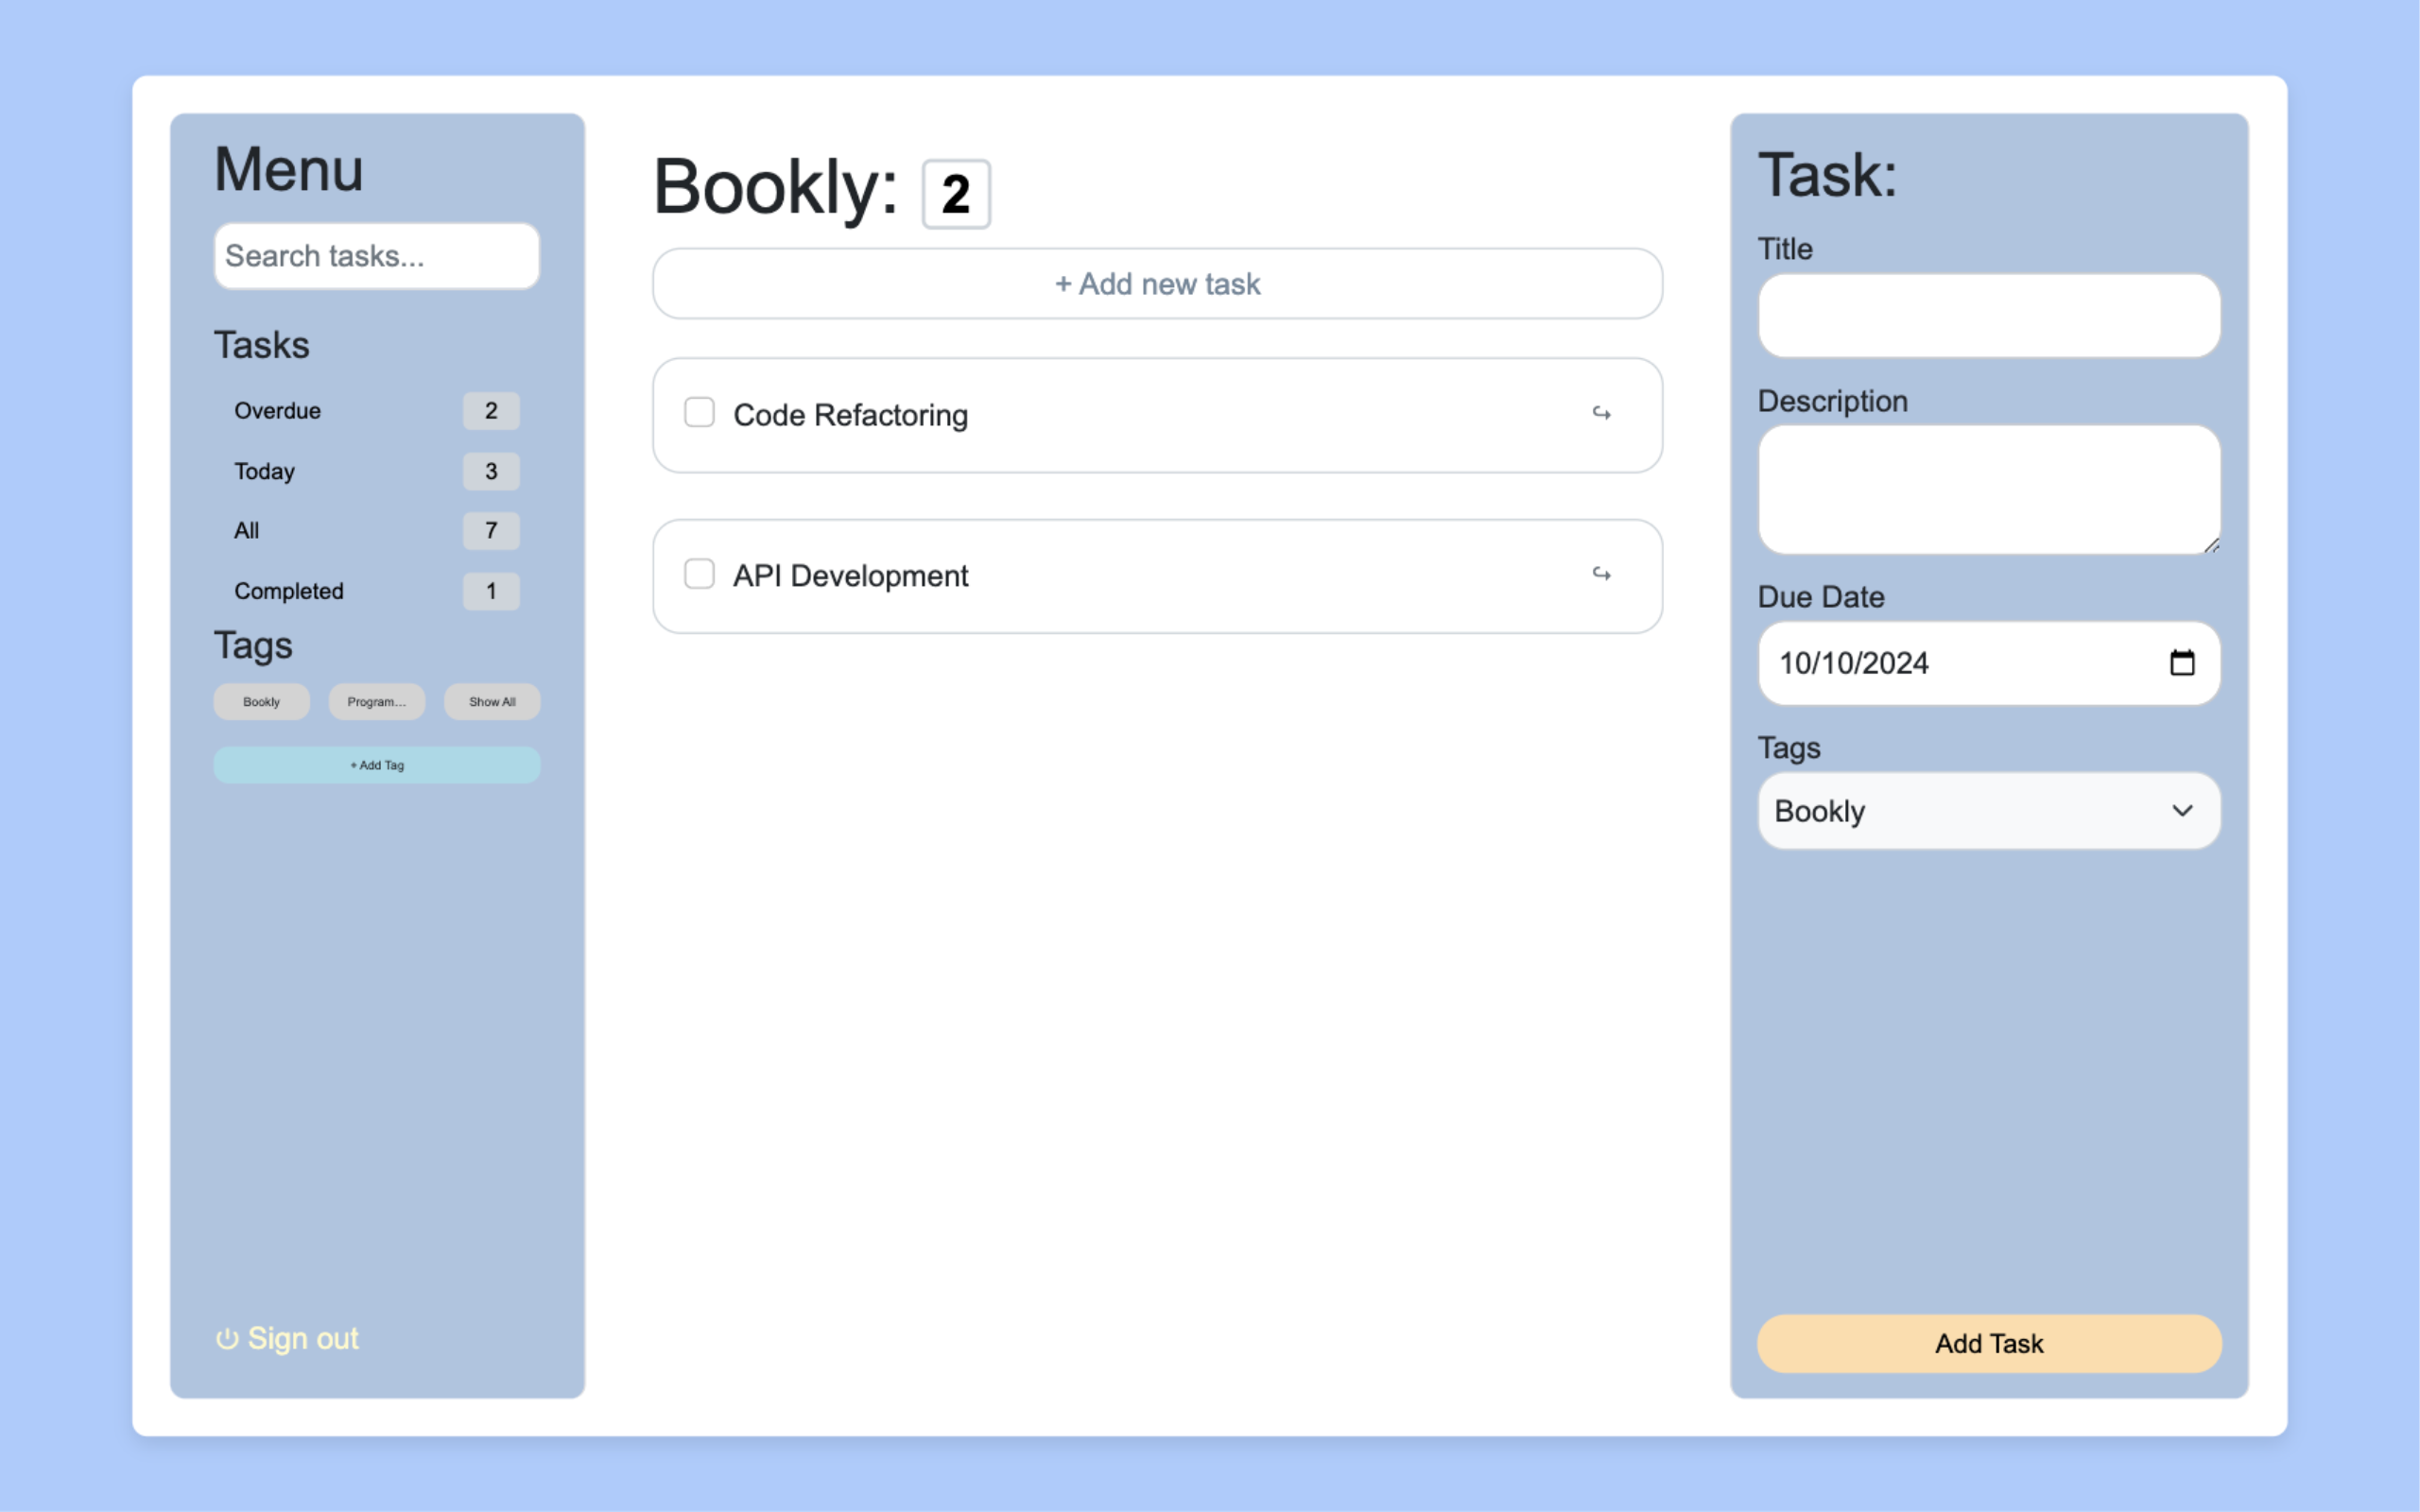 Menu
Search tasks...
Tasks
Overdue 2
Today 3
All 7
Completed 1
Tags
Bookly Program... Show All
+ Add Tag
Sign out
Bookly: 2
+ Add new task
Code Refactoring
API Development
Task:
Title
Description
Due Date
10/10/2024
Tags
Bookly
Add Task